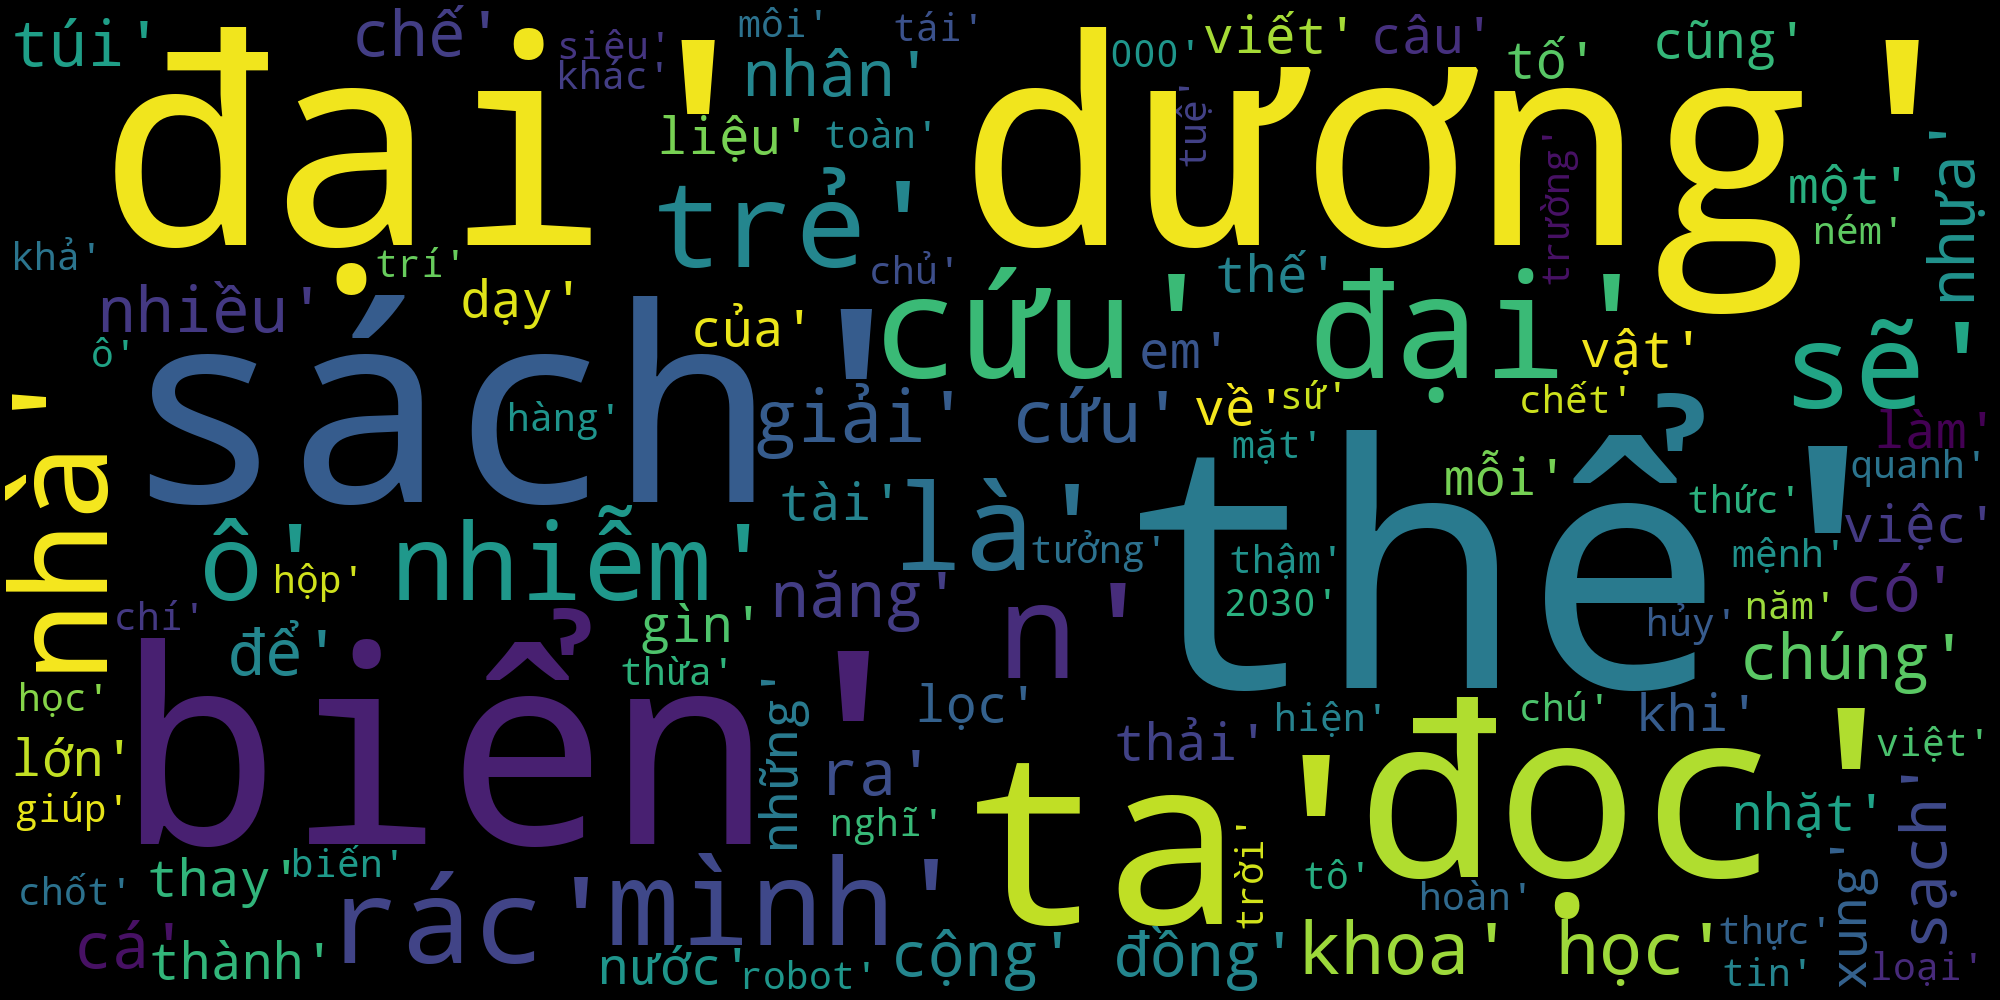 túi' đại' chế' siêu' khác' môi' tái' nhân' dương' 000' viết' câu' tố' cũng'
liệu' toàn' tuệ' trường' một' ném' nhựa'
khả' trí' trẻ' chủ' thế'
nhiều' dạy' của' cứu' đại' em' vật' sẽ'
ô' sách' hàng' giải' cứu' về' sứ' chết' làm'
nhà' mặt' mỗi' quanh'
tài' là' thể' thức' việc'
ô' nhiễm' tưởng' thậm' mệnh'
hộp' năng' n' 2030' năm' có'
chí' để' gìn' hủy' chúng'
học' biển' thừa' những' lọc' hiện' chú' khi'
lớn' ra' thải' ta' đọc' việt'
giúp' nghĩ' trời' nhặt' sạch'
chốt' thay' biến' mình' tô' hoàn' xung'
cá' thành' rác' nước' robot' cộng' đồng' khoa' học' thực' tin' loại'